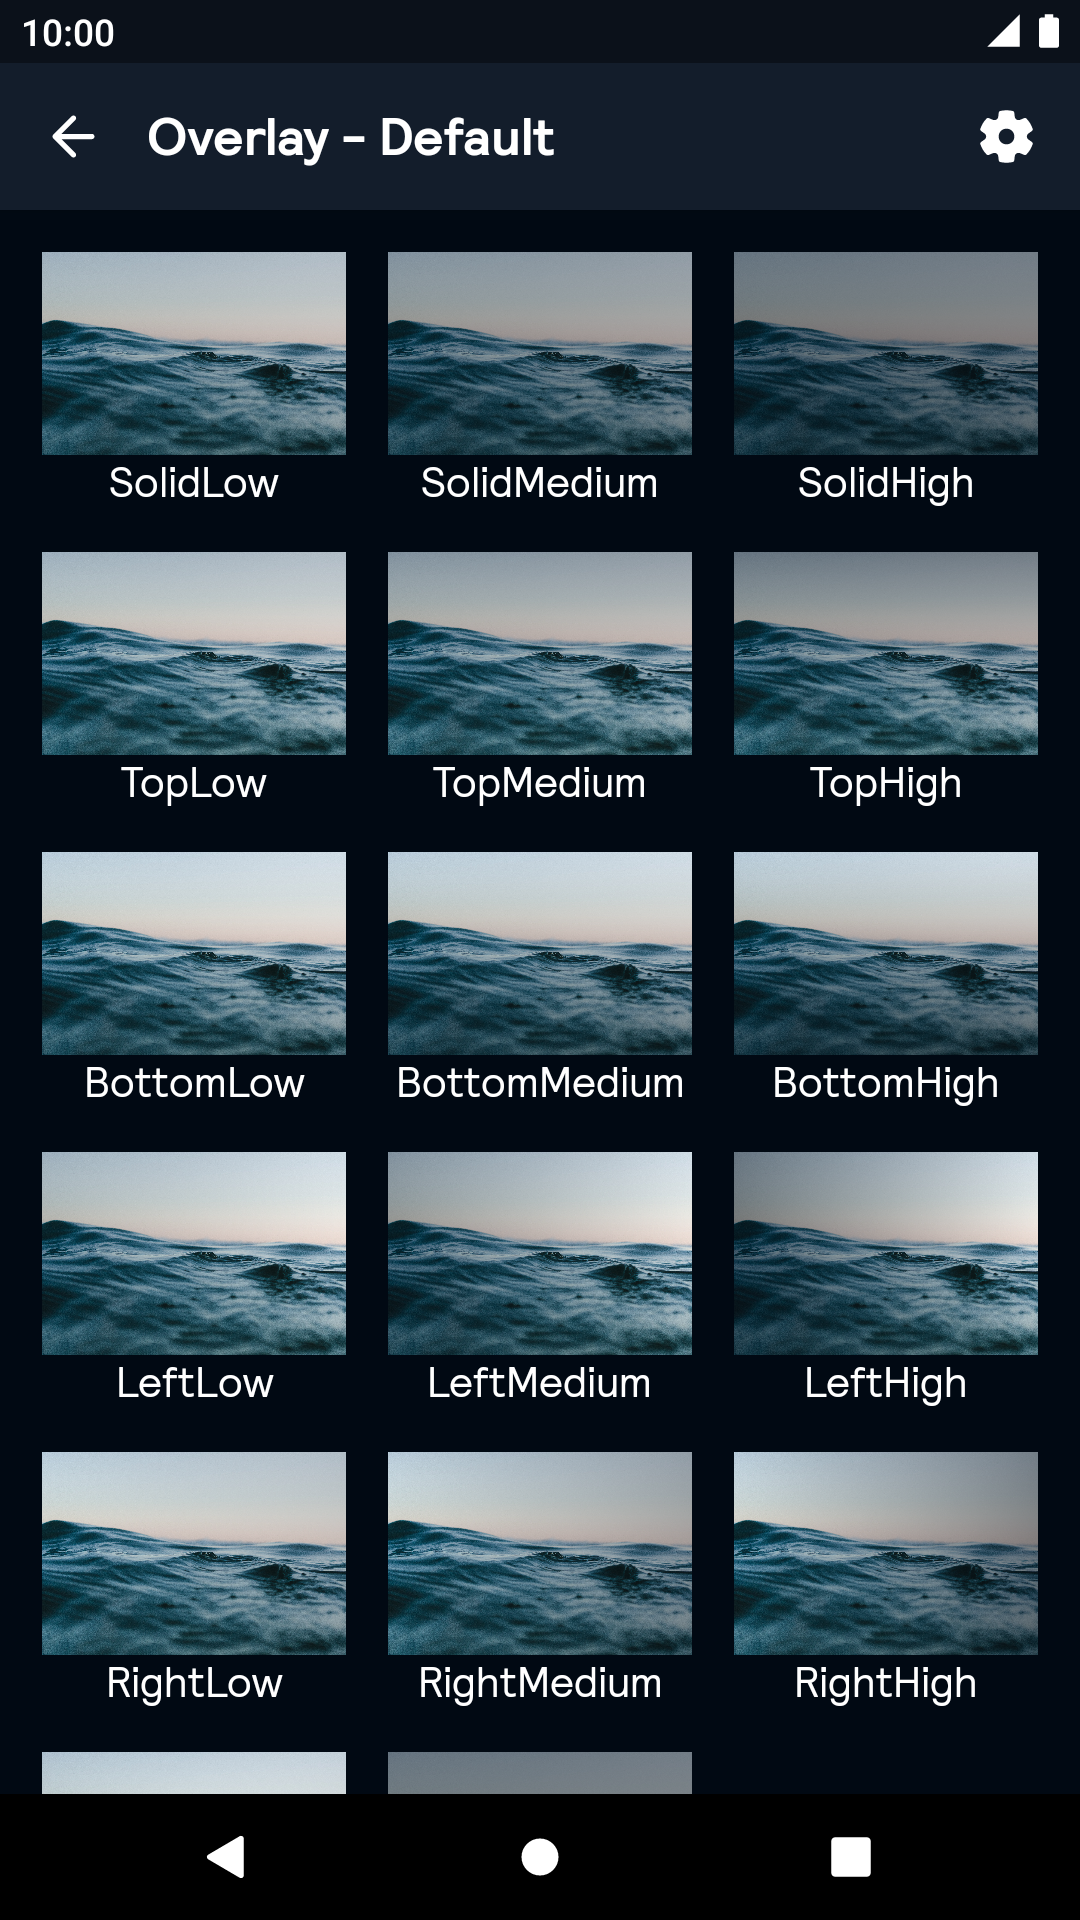 10:00
Overlay - Default
SolidLow SolidMedium SolidHigh
TopLow TopMedium TopHigh
BottomLow BottomMedium BottomHigh
LeftLow LeftMedium LeftHigh
RightLow RightMedium RightHigh